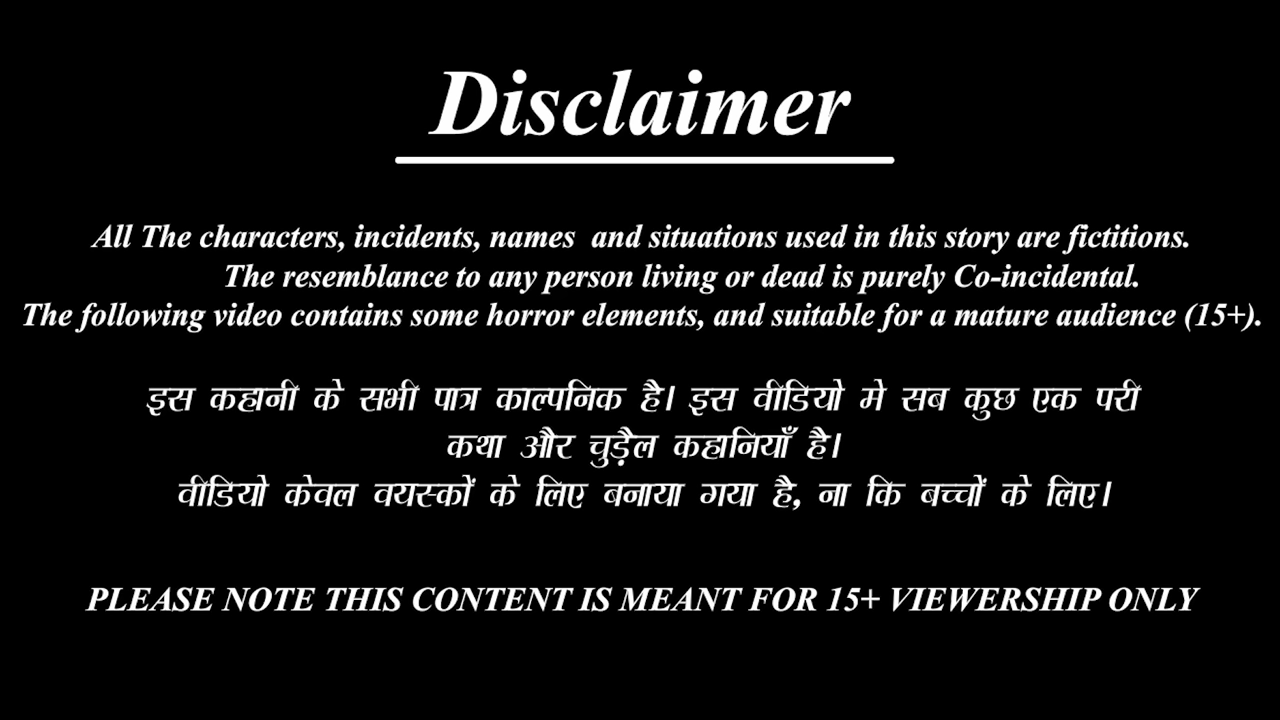 Disclaimer
All The characters, incidents, names and situations used in this story are fictitions.
The resemblance to any person living or dead is purely Co-incidental.
The following video contains some horror elements, and suitable for a mature audience (15+).
इस कहानी के सभी पात्र काल्पनिक है। इस वीडियो मे सब कुछ एक परी
कथा और चुड़ैल कहानियाँ है।
वीडियो केवल वयस्कों के लिए बनाया गया है, ना कि बच्चों के लिए।
PLEASE NOTE THIS CONTENT IS MEANT FOR 15+ VIEWERSHIP ONLY